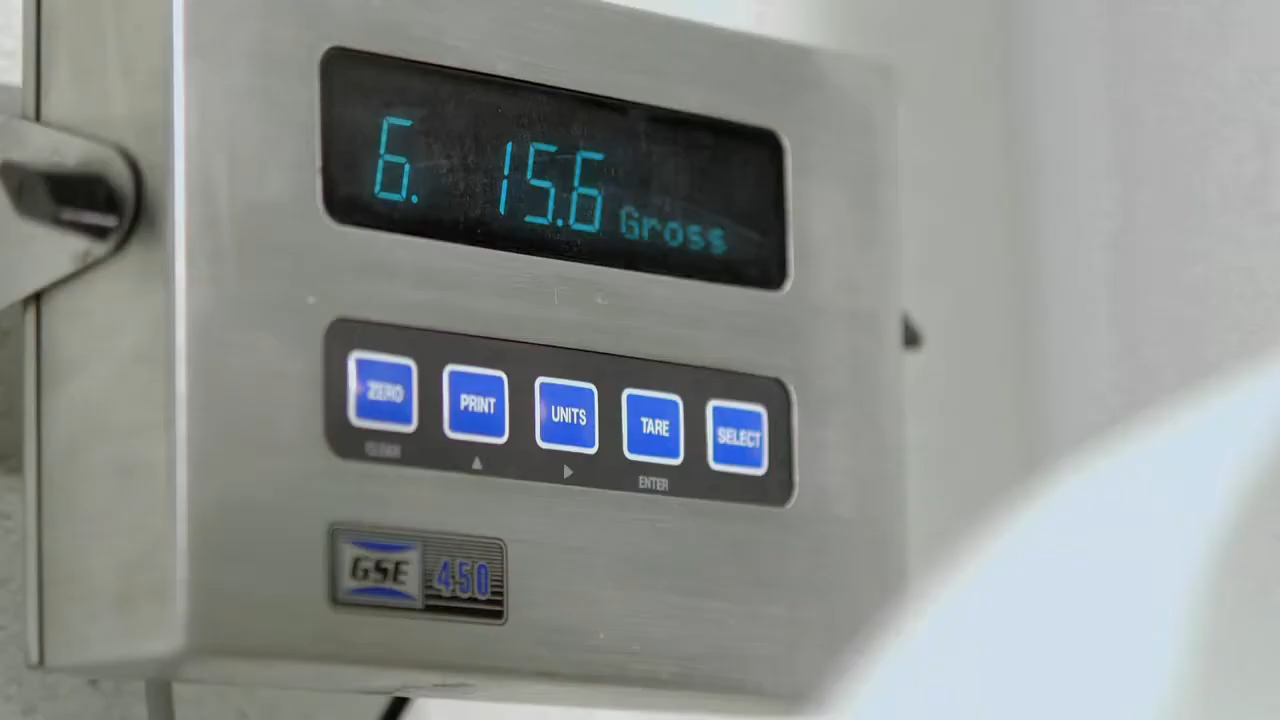 6. 15.6 Gross
ZERO PRINT UNITS TARE SELECT
CLEAR ▲ ▶ ENTER
GSE 450